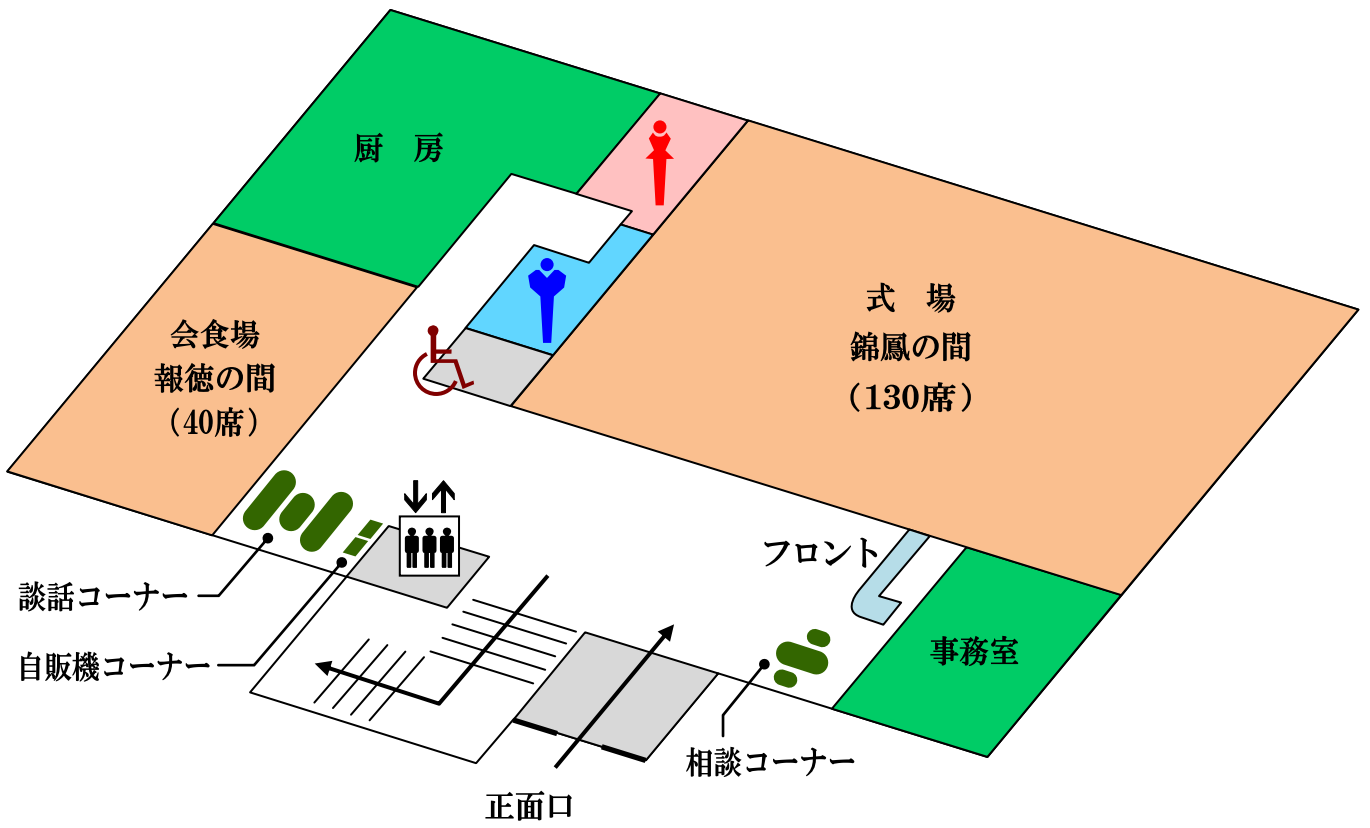 厨　房
式　場
錦鳳の間
（130席）
会食場
報徳の間
（40席）
フロント
談話コーナー
自販機コーナー
事務室
相談コーナー
正面口